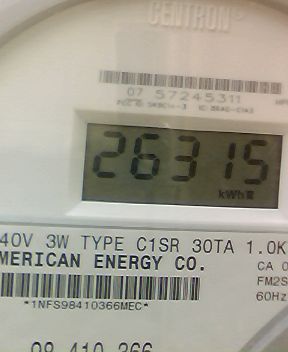 CENTRON®
07 57245311
26315
kWh
40V 3W TYPE C1SR 30TA 1.0K
MERICAN ENERGY CO.
CA 0
FM2S
60Hz
*1NFS98410366MEC*
98 410 366